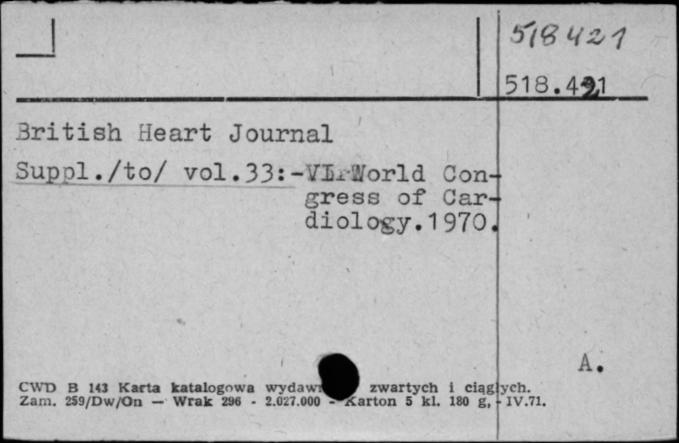 518421
518.421
British Heart Journal
Suppl./to/ vol.33:-VI. World Con-
gress of Car-
diology.1970.
A.
CWD B 143 Karta katalogowa zwartych i ciągłych.
Zam. 259/Dw/On — Wrak 296 - 2.027.000 - Karton 5 kl. 180 g, - IV.71.